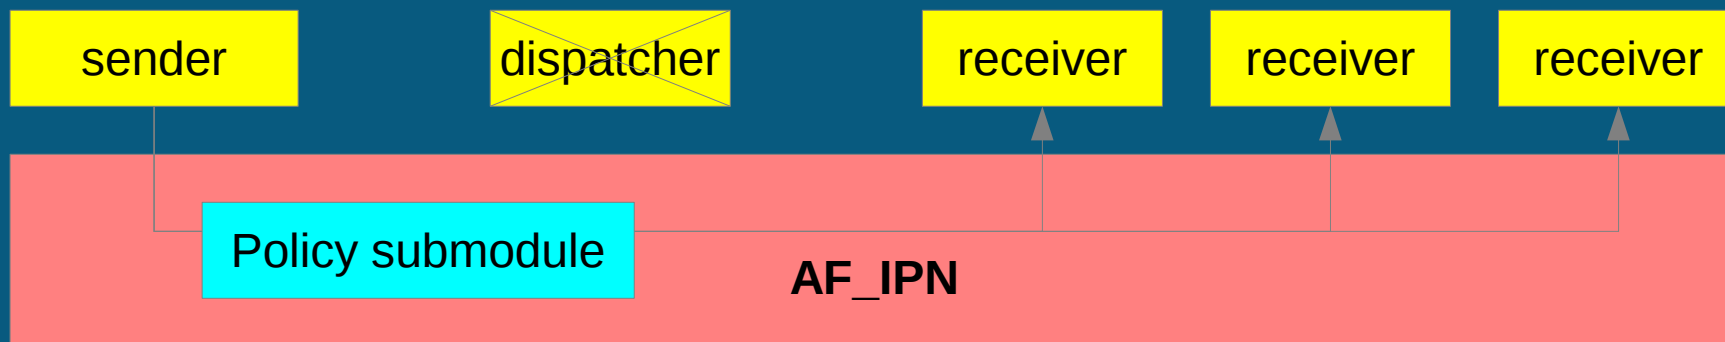 sender
dispatcher
receiver
receiver
receiver
Policy submodule
AF_IPN